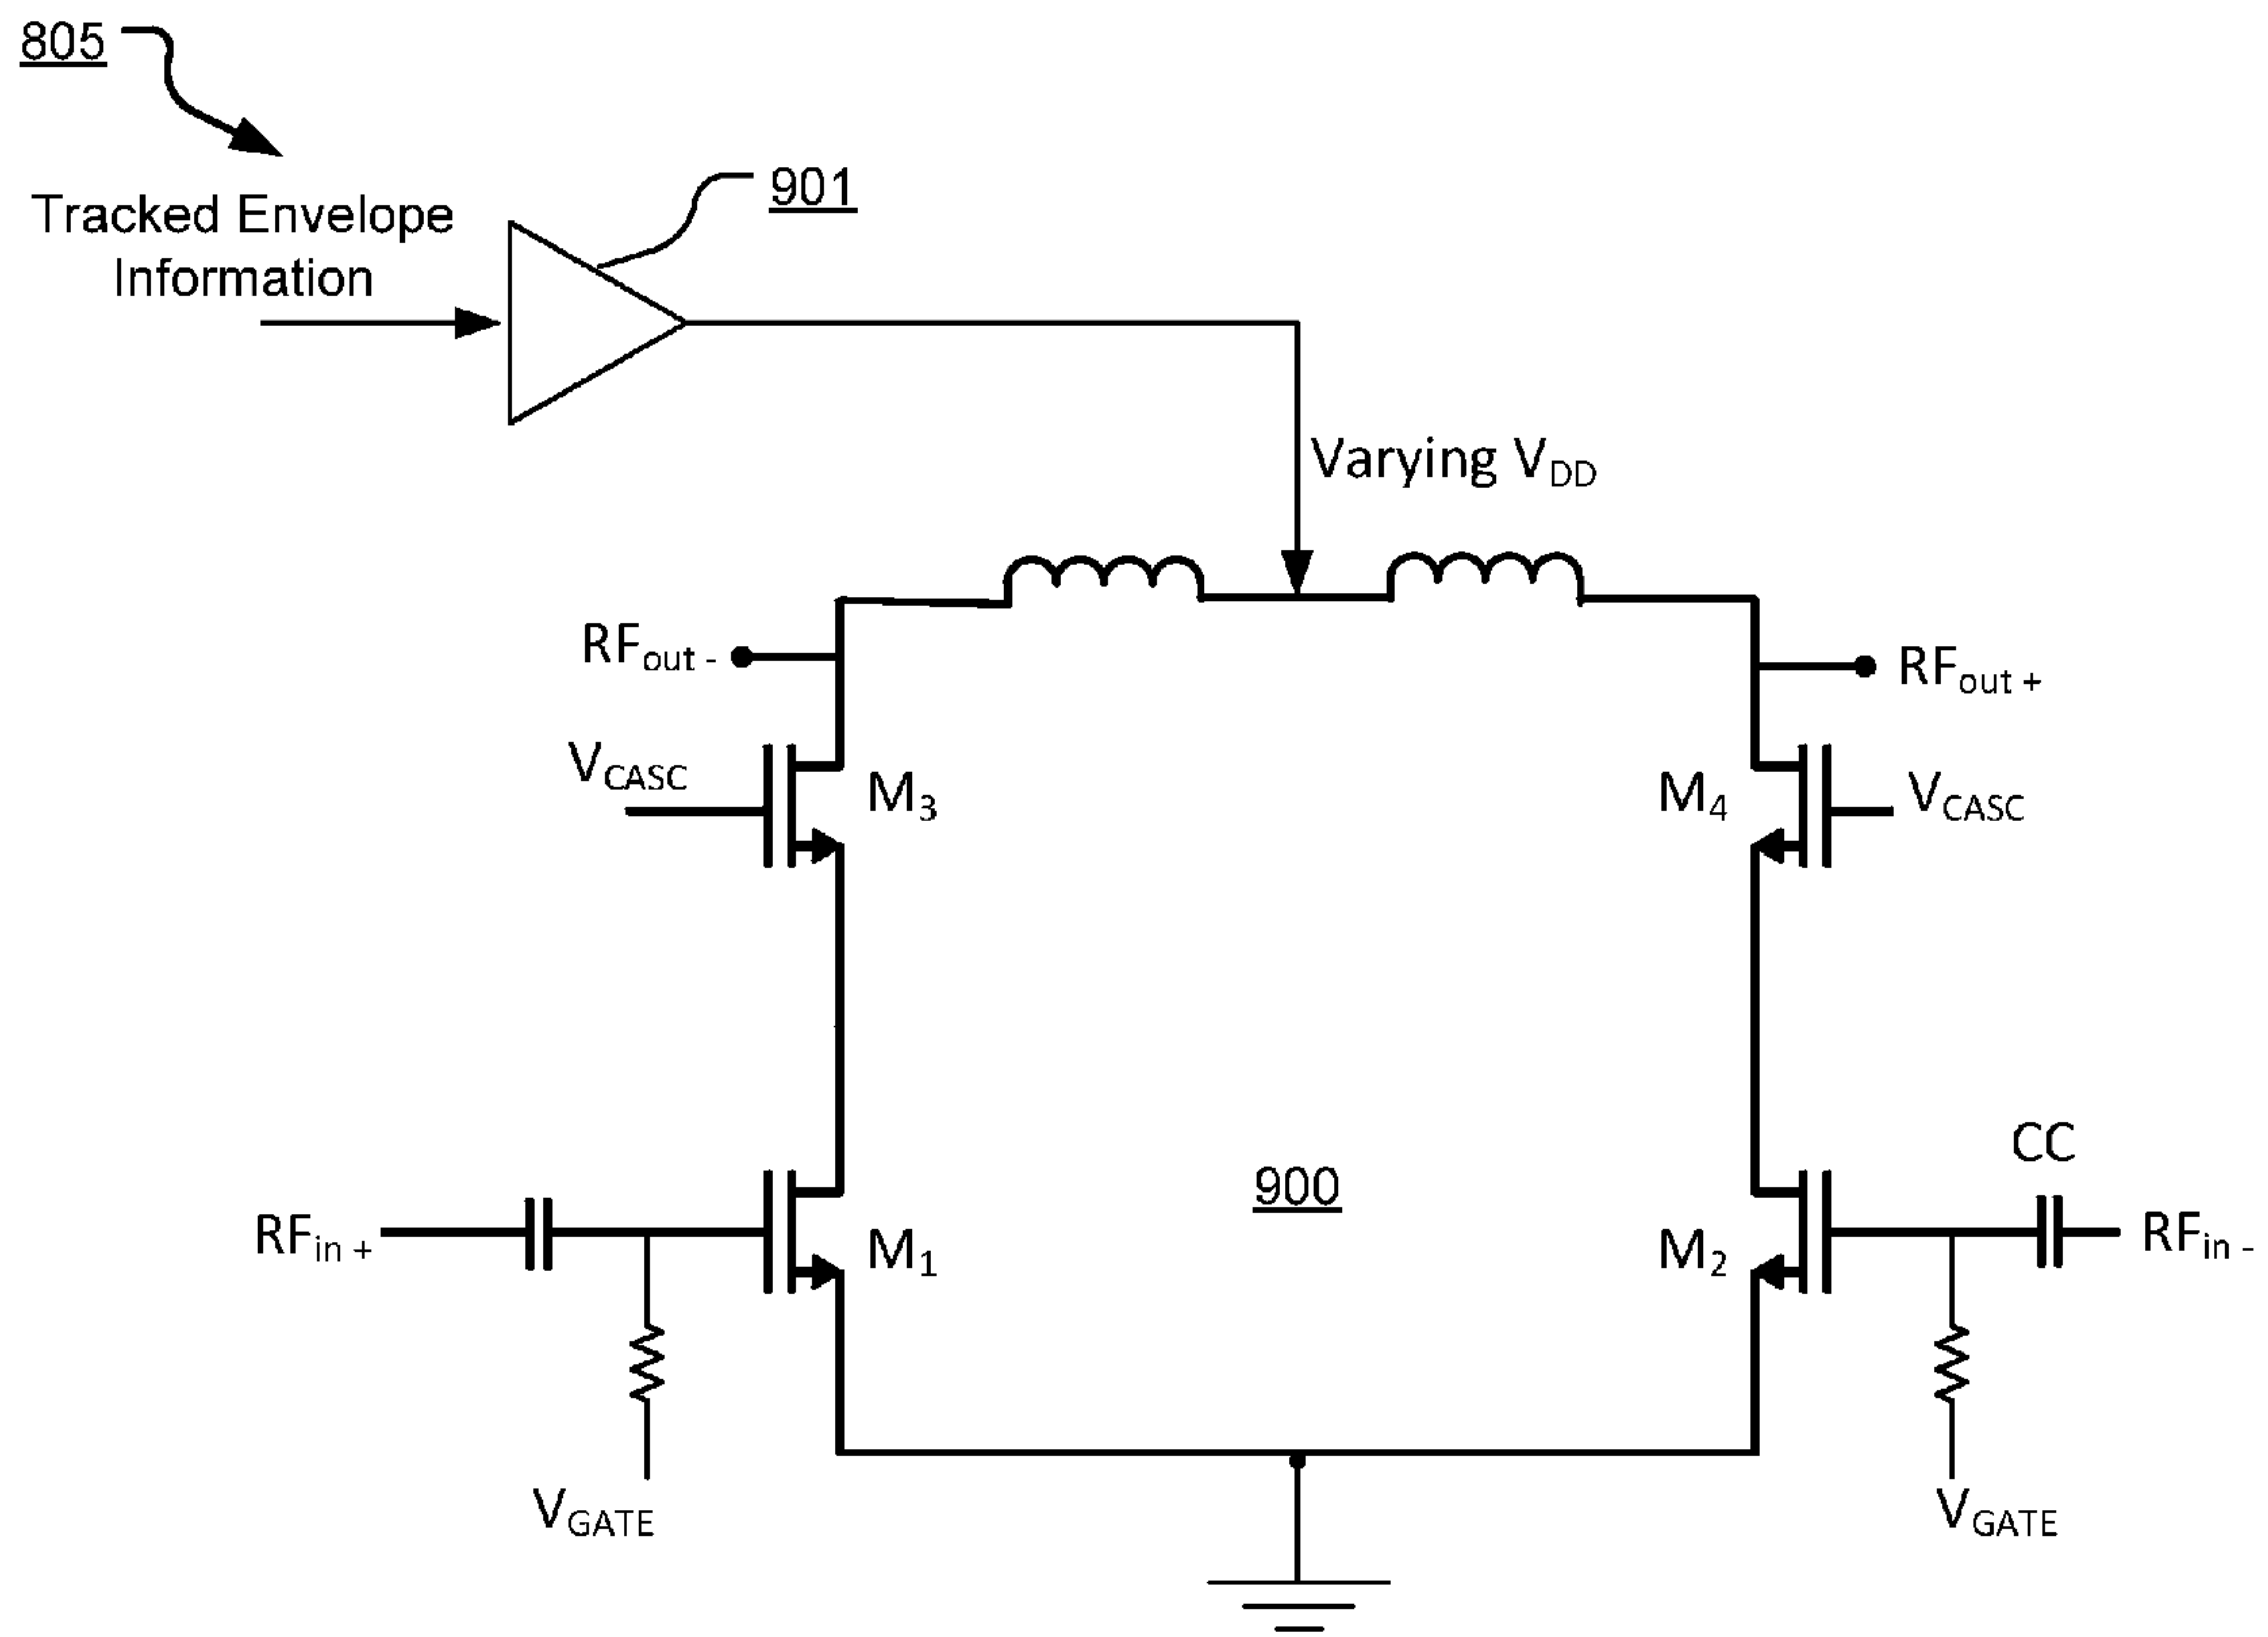 805
901
Tracked Envelope
Information
Varying VDD
RFout -
RFout +
VCASC
M3
M4
VCASC
CC
900
RFin +
M1
M2
RFin -
VGATE
VGATE